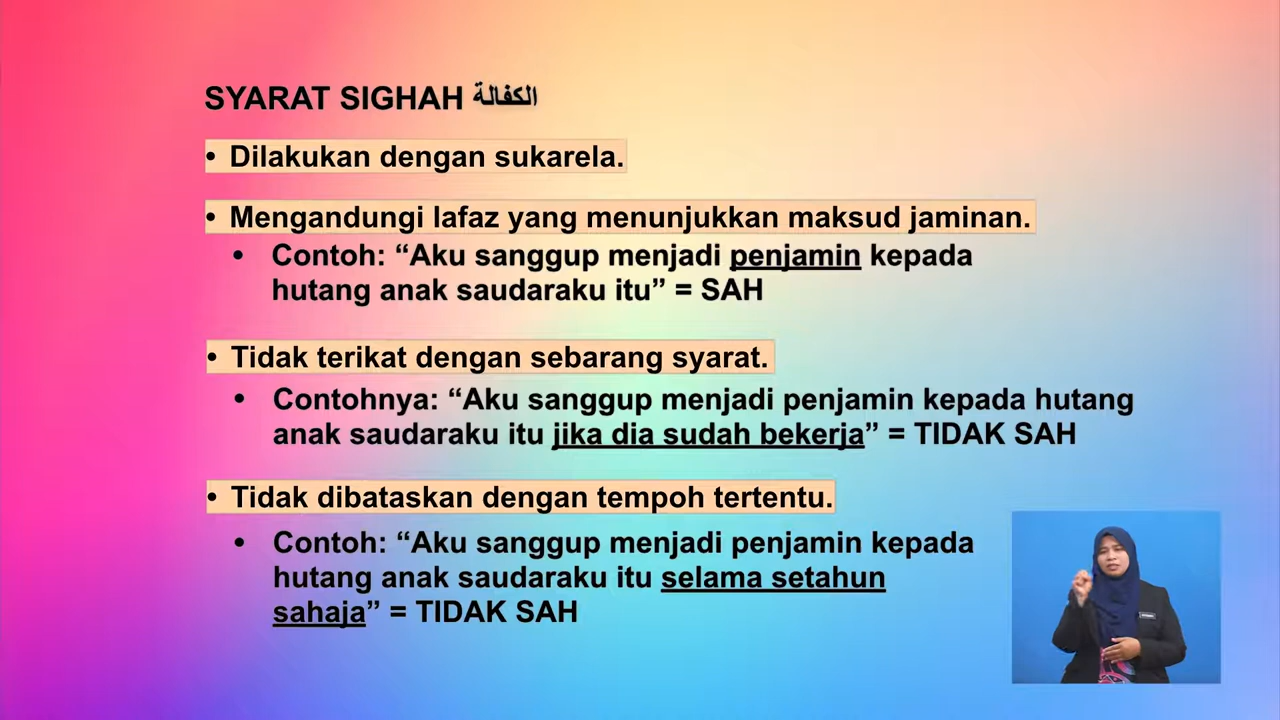 SYARAT SIGHAH الكفالة
• Dilakukan dengan sukarela.
• Mengandungi lafaz yang menunjukkan maksud jaminan.
• Contoh: “Aku sanggup menjadi penjamin kepada
hutang anak saudaraku itu” = SAH
• Tidak terikat dengan sebarang syarat.
• Contohnya: “Aku sanggup menjadi penjamin kepada hutang
anak saudaraku itu jika dia sudah bekerja” = TIDAK SAH
• Tidak dibataskan dengan tempoh tertentu.
• Contoh: “Aku sanggup menjadi penjamin kepada
hutang anak saudaraku itu selama setahun
sahaja” = TIDAK SAH